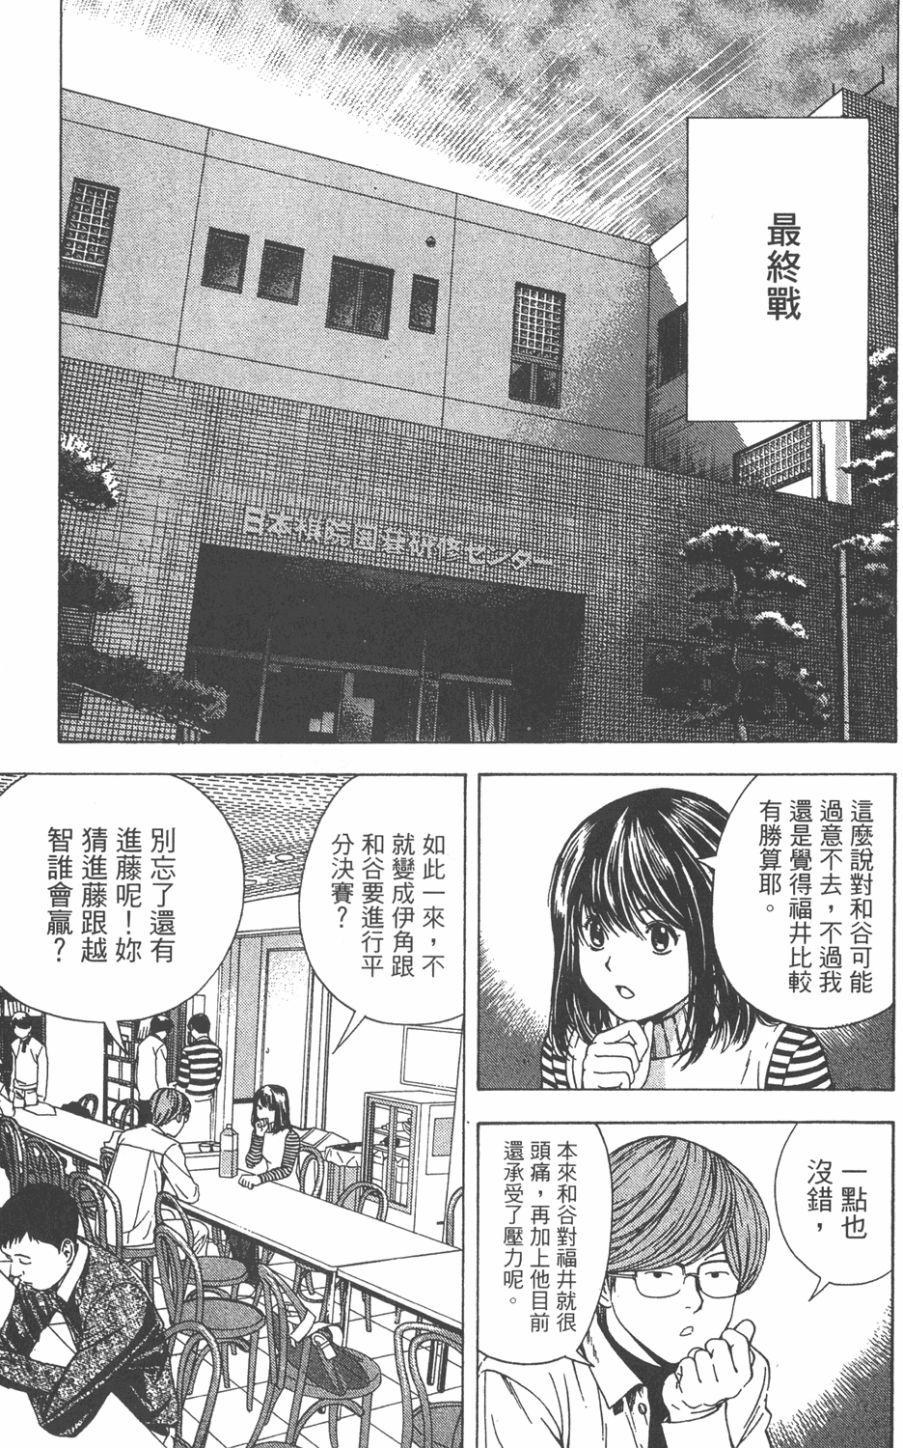 最終戰
日本棋院囲碁研修センター
這麼說對和谷可能
過意不去，不過我
還是覺得福井比較
有勝算耶。
一點也
沒錯，
本來和谷對福井就很
頭痛，再加上他目前
還承受了壓力呢。
如此一來，不
就變成伊角跟
和谷要進行平
分決賽？
別忘了還有
進藤呢！妳
猜進藤跟越
智誰會贏？